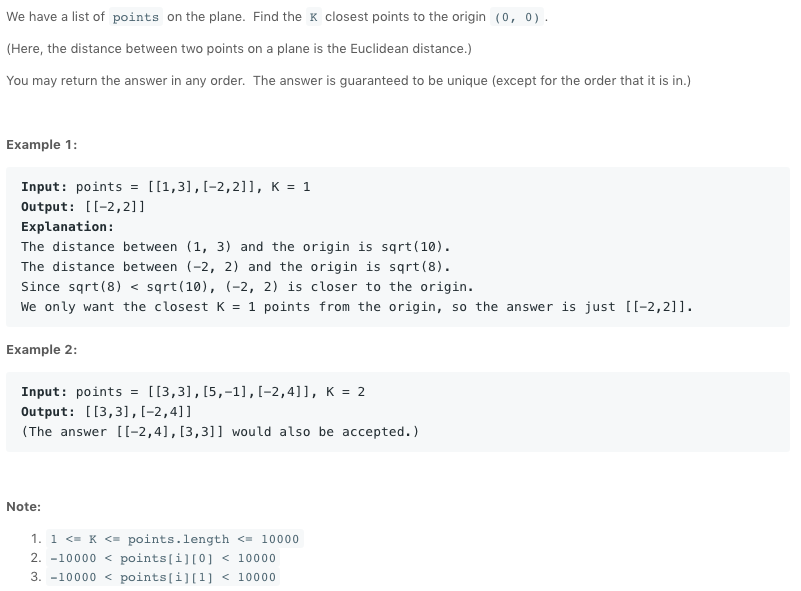 We have a list of points on the plane. Find the K closest points to the origin (0, 0).
(Here, the distance between two points on a plane is the Euclidean distance.)
You may return the answer in any order. The answer is guaranteed to be unique (except for the order that it is in.)
Example 1:
Input: points = [[1,3],[-2,2]], K = 1
Output: [[-2,2]]
Explanation:
The distance between (1, 3) and the origin is sqrt(10).
The distance between (-2, 2) and the origin is sqrt(8).
Since sqrt(8) < sqrt(10), (-2, 2) is closer to the origin.
We only want the closest K = 1 points from the origin, so the answer is just [[-2,2]].
Example 2:
Input: points = [[3,3],[5,-1],[-2,4]], K = 2
Output: [[3,3],[-2,4]]
(The answer [[-2,4],[3,3]] would also be accepted.)
Note:
1. 1 <= K <= points.length <= 10000
2. -10000 < points[i][0] < 10000
3. -10000 < points[i][1] < 10000